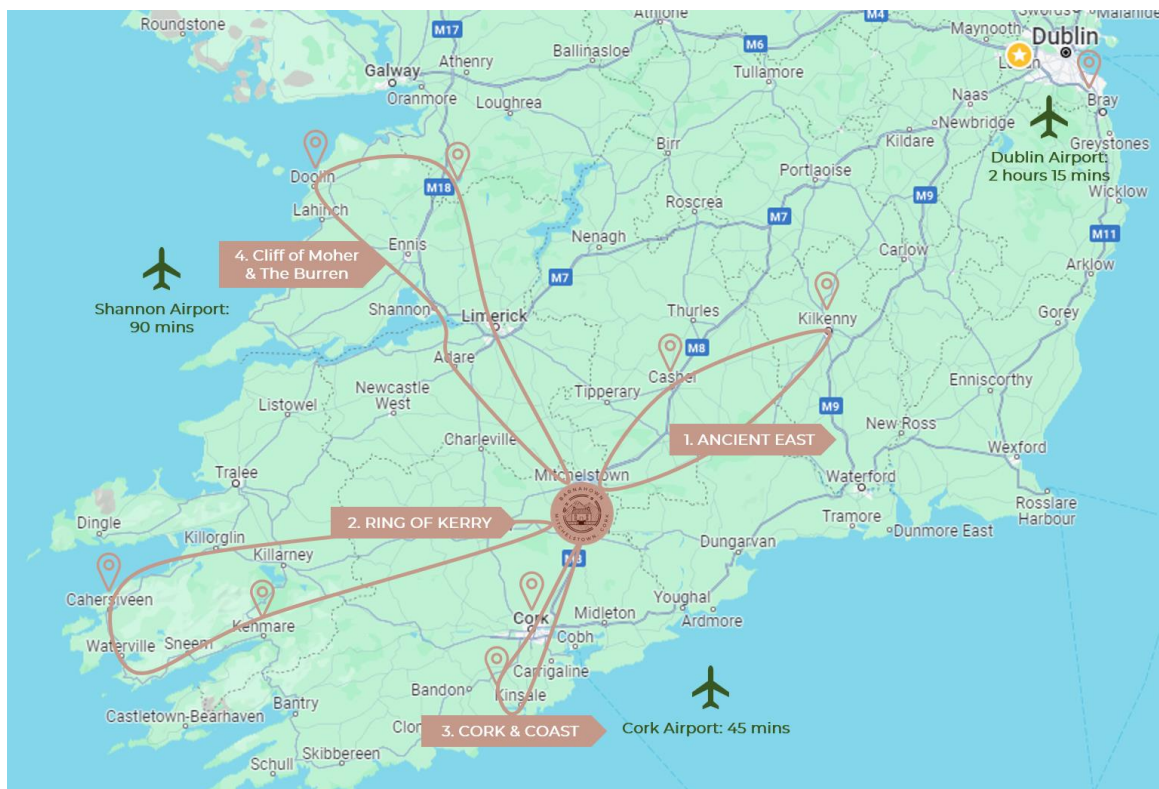 Roundstone
M17
Athlone
M4
Maynooth
Swords
Malahide
Dublin
Ballinasloe
M6
Athenry
Galway
Tullamore
Oranmore
Loughrea
Naas
Bray
Newbridge
Birr
Kildare
Greystones
Portlaoise
Dublin Airport:
2 hours 15 mins
Doolin
M18
M9
Wicklow
Roscrea
Lahinch
M7
M11
Ennis
Nenagh
Carlow
4. Cliff of Moher
& The Burren
M7
Arklow
Shannon Airport:
90 mins
Shannon
Limerick
Thurles
Kilkenny
Gorey
M8
Adare
Cashel
Newcastle
West
Tipperary
Enniscorthy
Listowel
M9
New Ross
Charleville
1. ANCIENT EAST
Wexford
Mitchelstown
Tralee
Waterford
BARNAHOWN
MITCHELSTOWN CORK
Rosslare
Harbour
Dingle
2. RING OF KERRY
Tramore
Dunmore East
Killorglin
Killarney
Dungarvan
M8
Cahersiveen
Youghal
Ardmore
Cork
Midleton
Kenmare
Sneem
Waterville
Cobh
Carrigaline
Bandon
Kinsale
Bantry
Castletown-Bearhaven
Clo
3. CORK & COAST
Cork Airport: 45 mins
Skibbereen
Schull